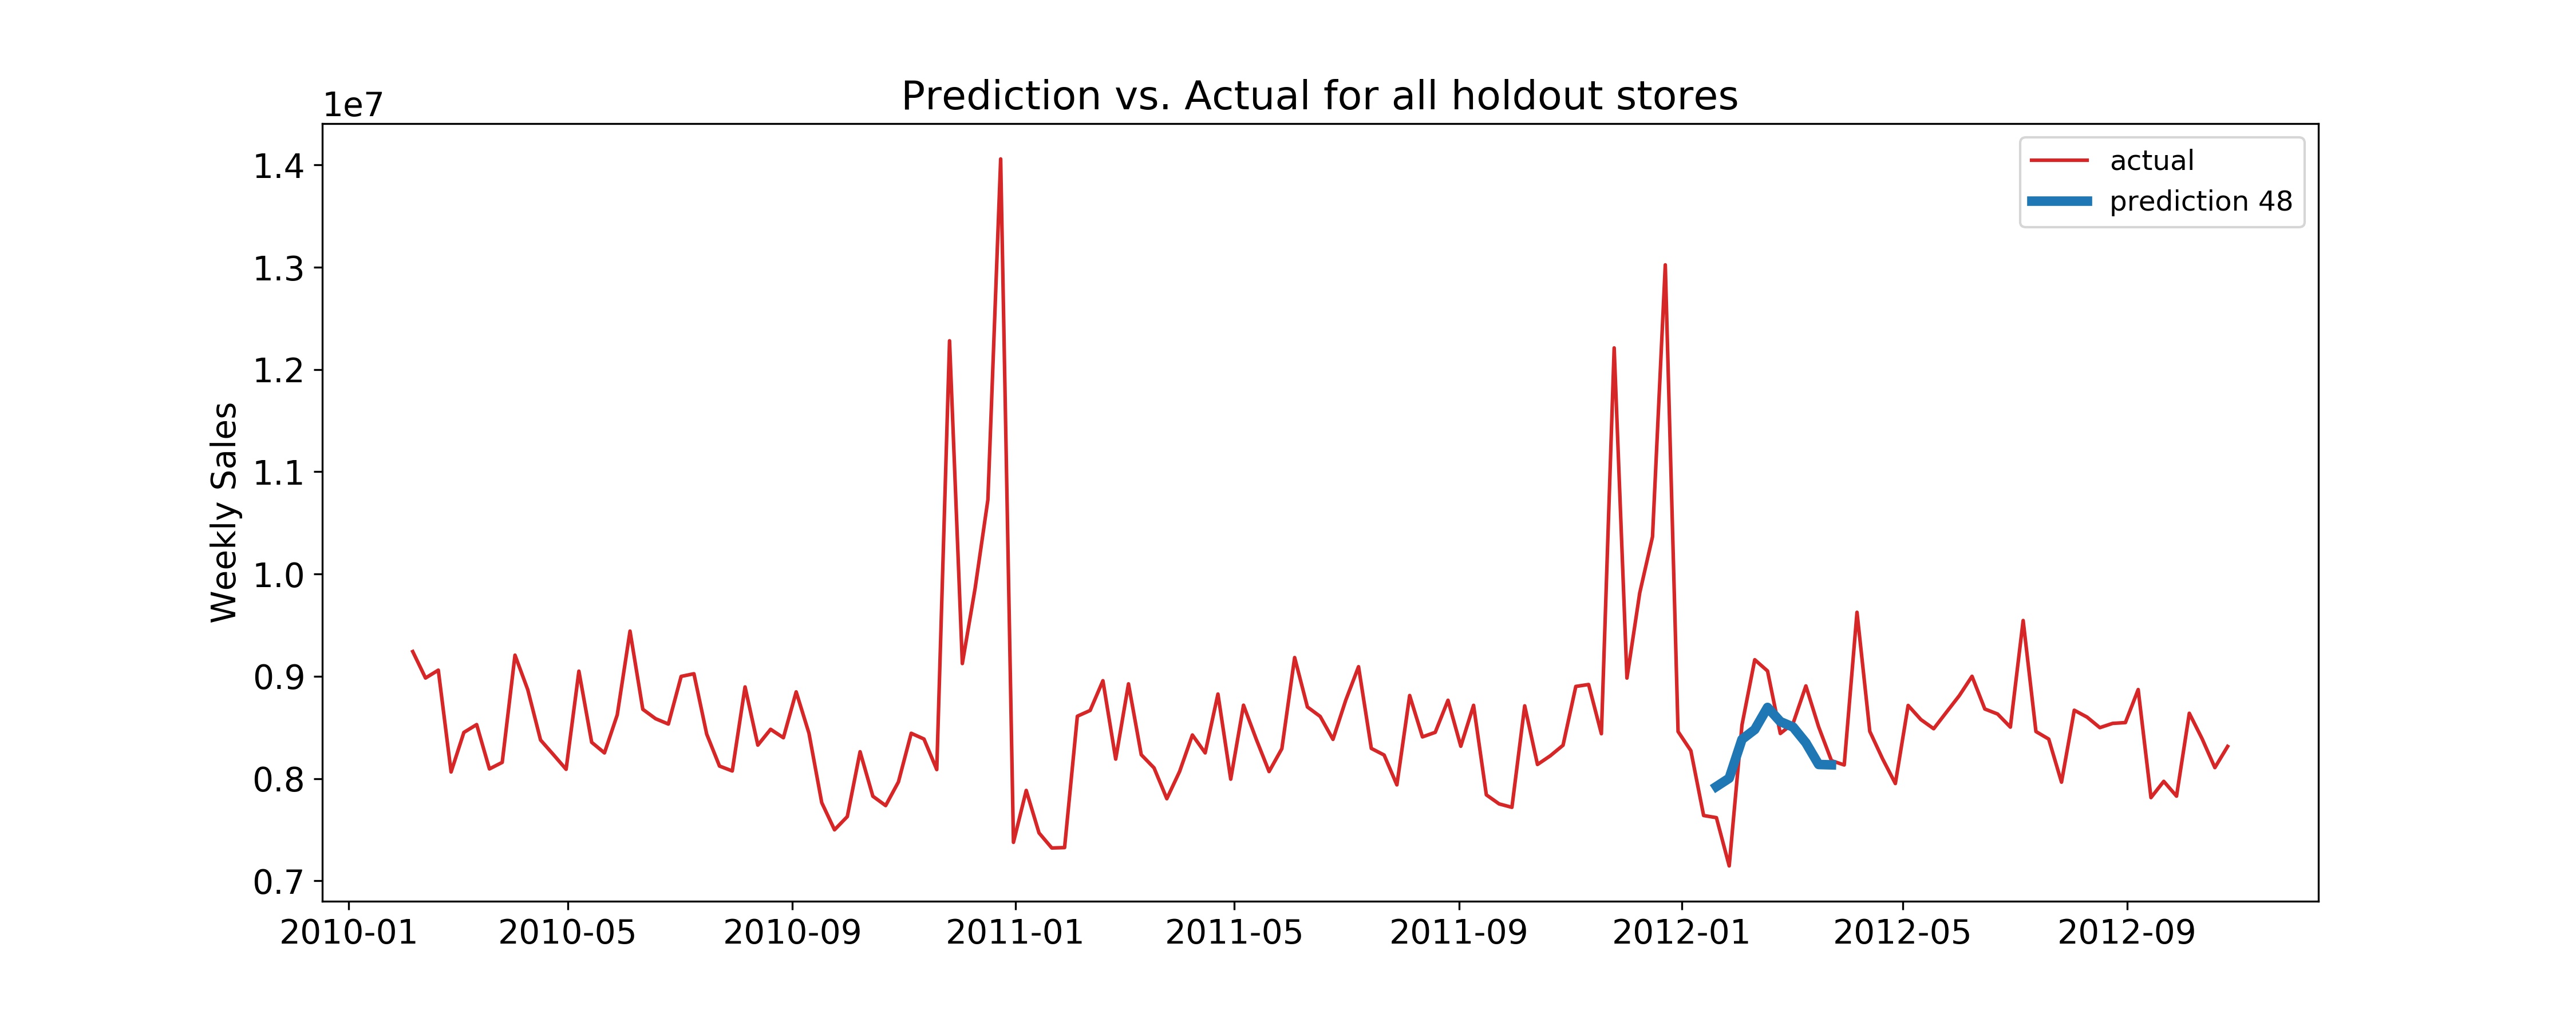 Prediction vs. Actual for all holdout stores
1e7
1.4
1.3
1.2
1.1
1.0
0.9
0.8
0.7
Weekly Sales
actual
prediction 48
2010-01 2010-05 2010-09 2011-01 2011-05 2011-09 2012-01 2012-05 2012-09